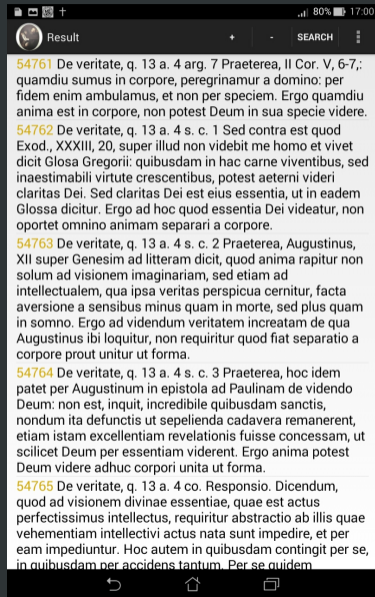 80% 17:00
Result + - SEARCH
54761 De veritate, q. 13 a. 4 arg. 7 Praeterea, II Cor. V, 6-7,:
quamdiu sumus in corpore, peregrinamur a domino: per
fidem enim ambulamus, et non per speciem. Ergo quamdiu
anima est in corpore, non potest Deum in sua specie videre.
54762 De veritate, q. 13 a. 4 s. c. 1 Sed contra est quod
Exod., XXXIII, 20, super illud non videbit me homo et vivet
dicit Glosa Gregorii: quibusdam in hac carne viventibus, sed
inaestimabili virtute crescentibus, potest aeterni videri
claritas Dei. Sed claritas Dei est eius essentia, ut in eadem
Glossa dicitur. Ergo ad hoc quod essentia Dei videatur, non
oportet omnino animam separari a corpore.
54763 De veritate, q. 13 a. 4 s. c. 2 Praeterea, Augustinus,
XII super Genesim ad litteram dicit, quod anima rapitur non
solum ad visionem imaginariam, sed etiam ad
intellectualem, qua ipsa veritas perspicua cernitur, facta
aversione a sensibus minus quam in morte, sed plus quam
in somno. Ergo ad videndum veritatem increatam de qua
Augustinus ibi loquitur, non requiritur quod fiat separatio a
corpore prout unitur ut forma.
54764 De veritate, q. 13 a. 4 s. c. 3 Praeterea, hoc idem
patet per Augustinum in epistola ad Paulinam de videndo
Deum: non est, inquit, incredibile quibusdam sanctis,
nondum ita defunctis ut sepelienda cadavera remanerent,
etiam istam excellentiam revelationis fuisse concessam, ut
scilicet Deum per essentiam viderent. Ergo anima potest
Deum videre adhuc corpori unita ut forma.
54765 De veritate, q. 13 a. 4 co. Responsio. Dicendum,
quod ad visionem divinae essentiae, quae est actus
perfectissimus intellectus, requiritur abstractio ab illis quae
vehementiam intellectivi actus nata sunt impedire, et per
eam impediuntur. Hoc autem in quibusdam contingit per se,
in quibusdam per accidens tantum. Per se quidem